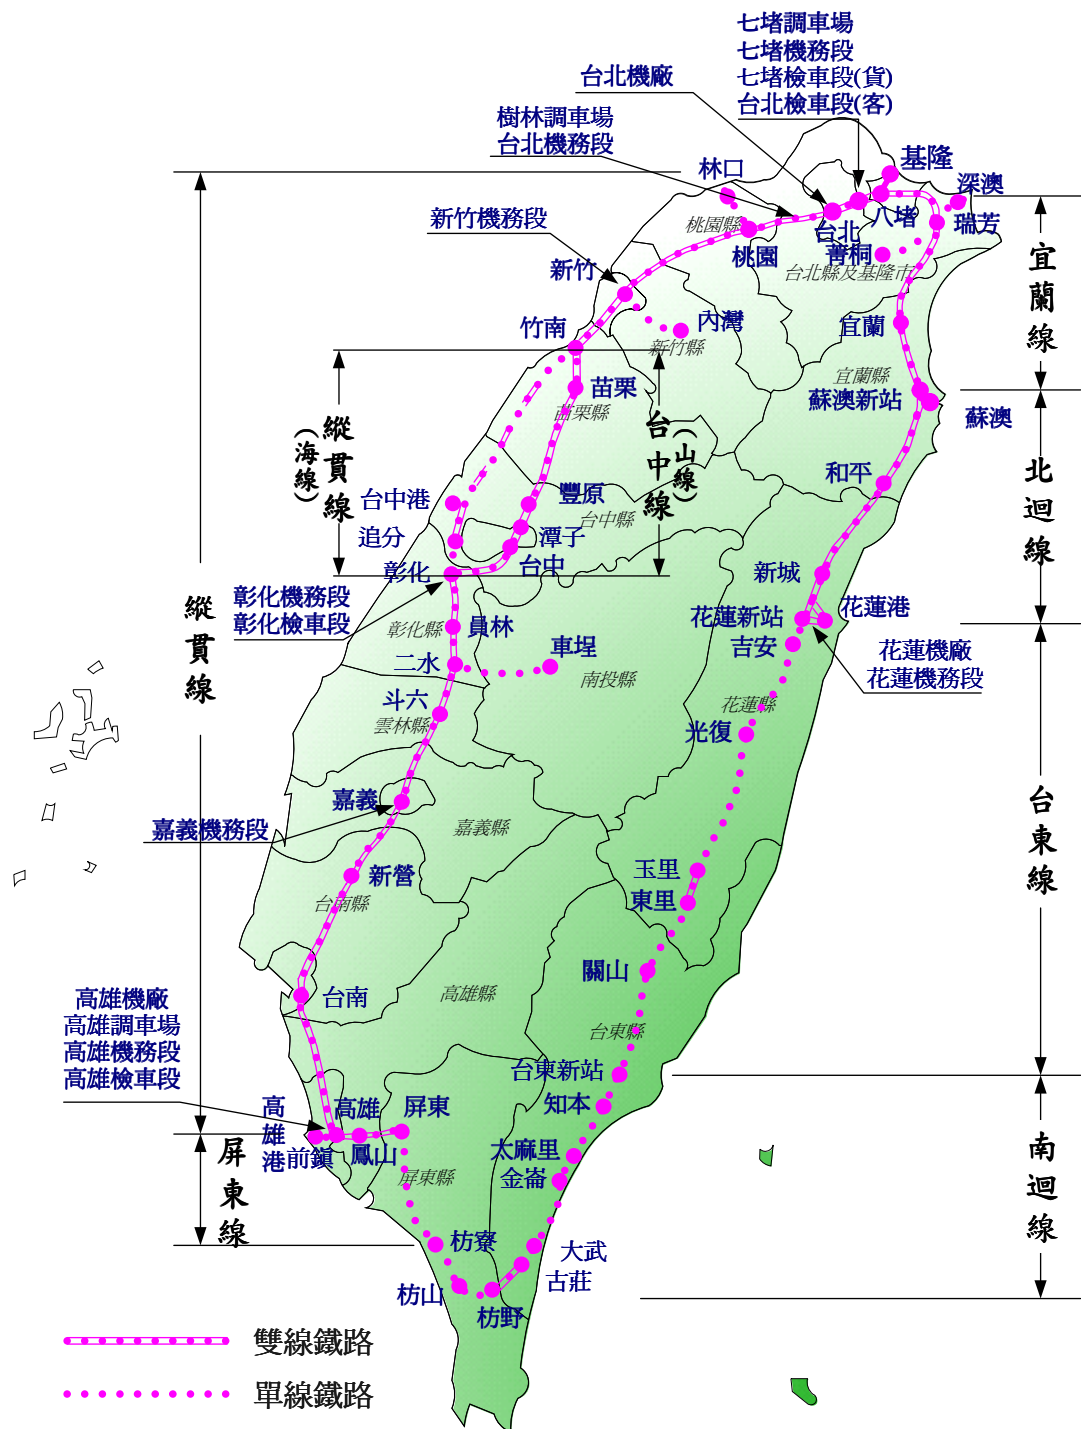 七堵調車場
七堵機務段
七堵檢車段(貨)
台北檢車段(客)
台北機廠
樹林調車場
台北機務段
新竹機務段
基隆
深澳
林口
八堵
瑞芳
台北
桃園縣
桃園
菁桐
台北縣及基隆市
新竹
竹南
內灣
新竹縣
宜蘭
宜蘭縣
苗栗
苗栗縣
蘇澳新站
蘇澳
宜蘭線
縱貫線
(海線)
台中線
(山線)
和平
北迴線
台中港
追分
豐原
台中縣
潭子
台中
彰化
新城
花蓮新站
花蓮港
吉安
花蓮機廠
花蓮機務段
彰化機務段
彰化檢車段
彰化縣
員林
二水
車埕
南投縣
花蓮縣
縱貫線
斗六
雲林縣
光復
嘉義
嘉義機務段
嘉義縣
台東線
新營
台南縣
玉里
東里
關山
台南
高雄縣
台東縣
高雄機廠
高雄調車場
高雄機務段
高雄檢車段
台東新站
知本
高雄港
前鎮
高雄
鳳山
屏東
屏東縣
太麻里
金崙
屏東線
南迴線
枋寮
大武
古莊
枋山
枋野
雙線鐵路
單線鐵路